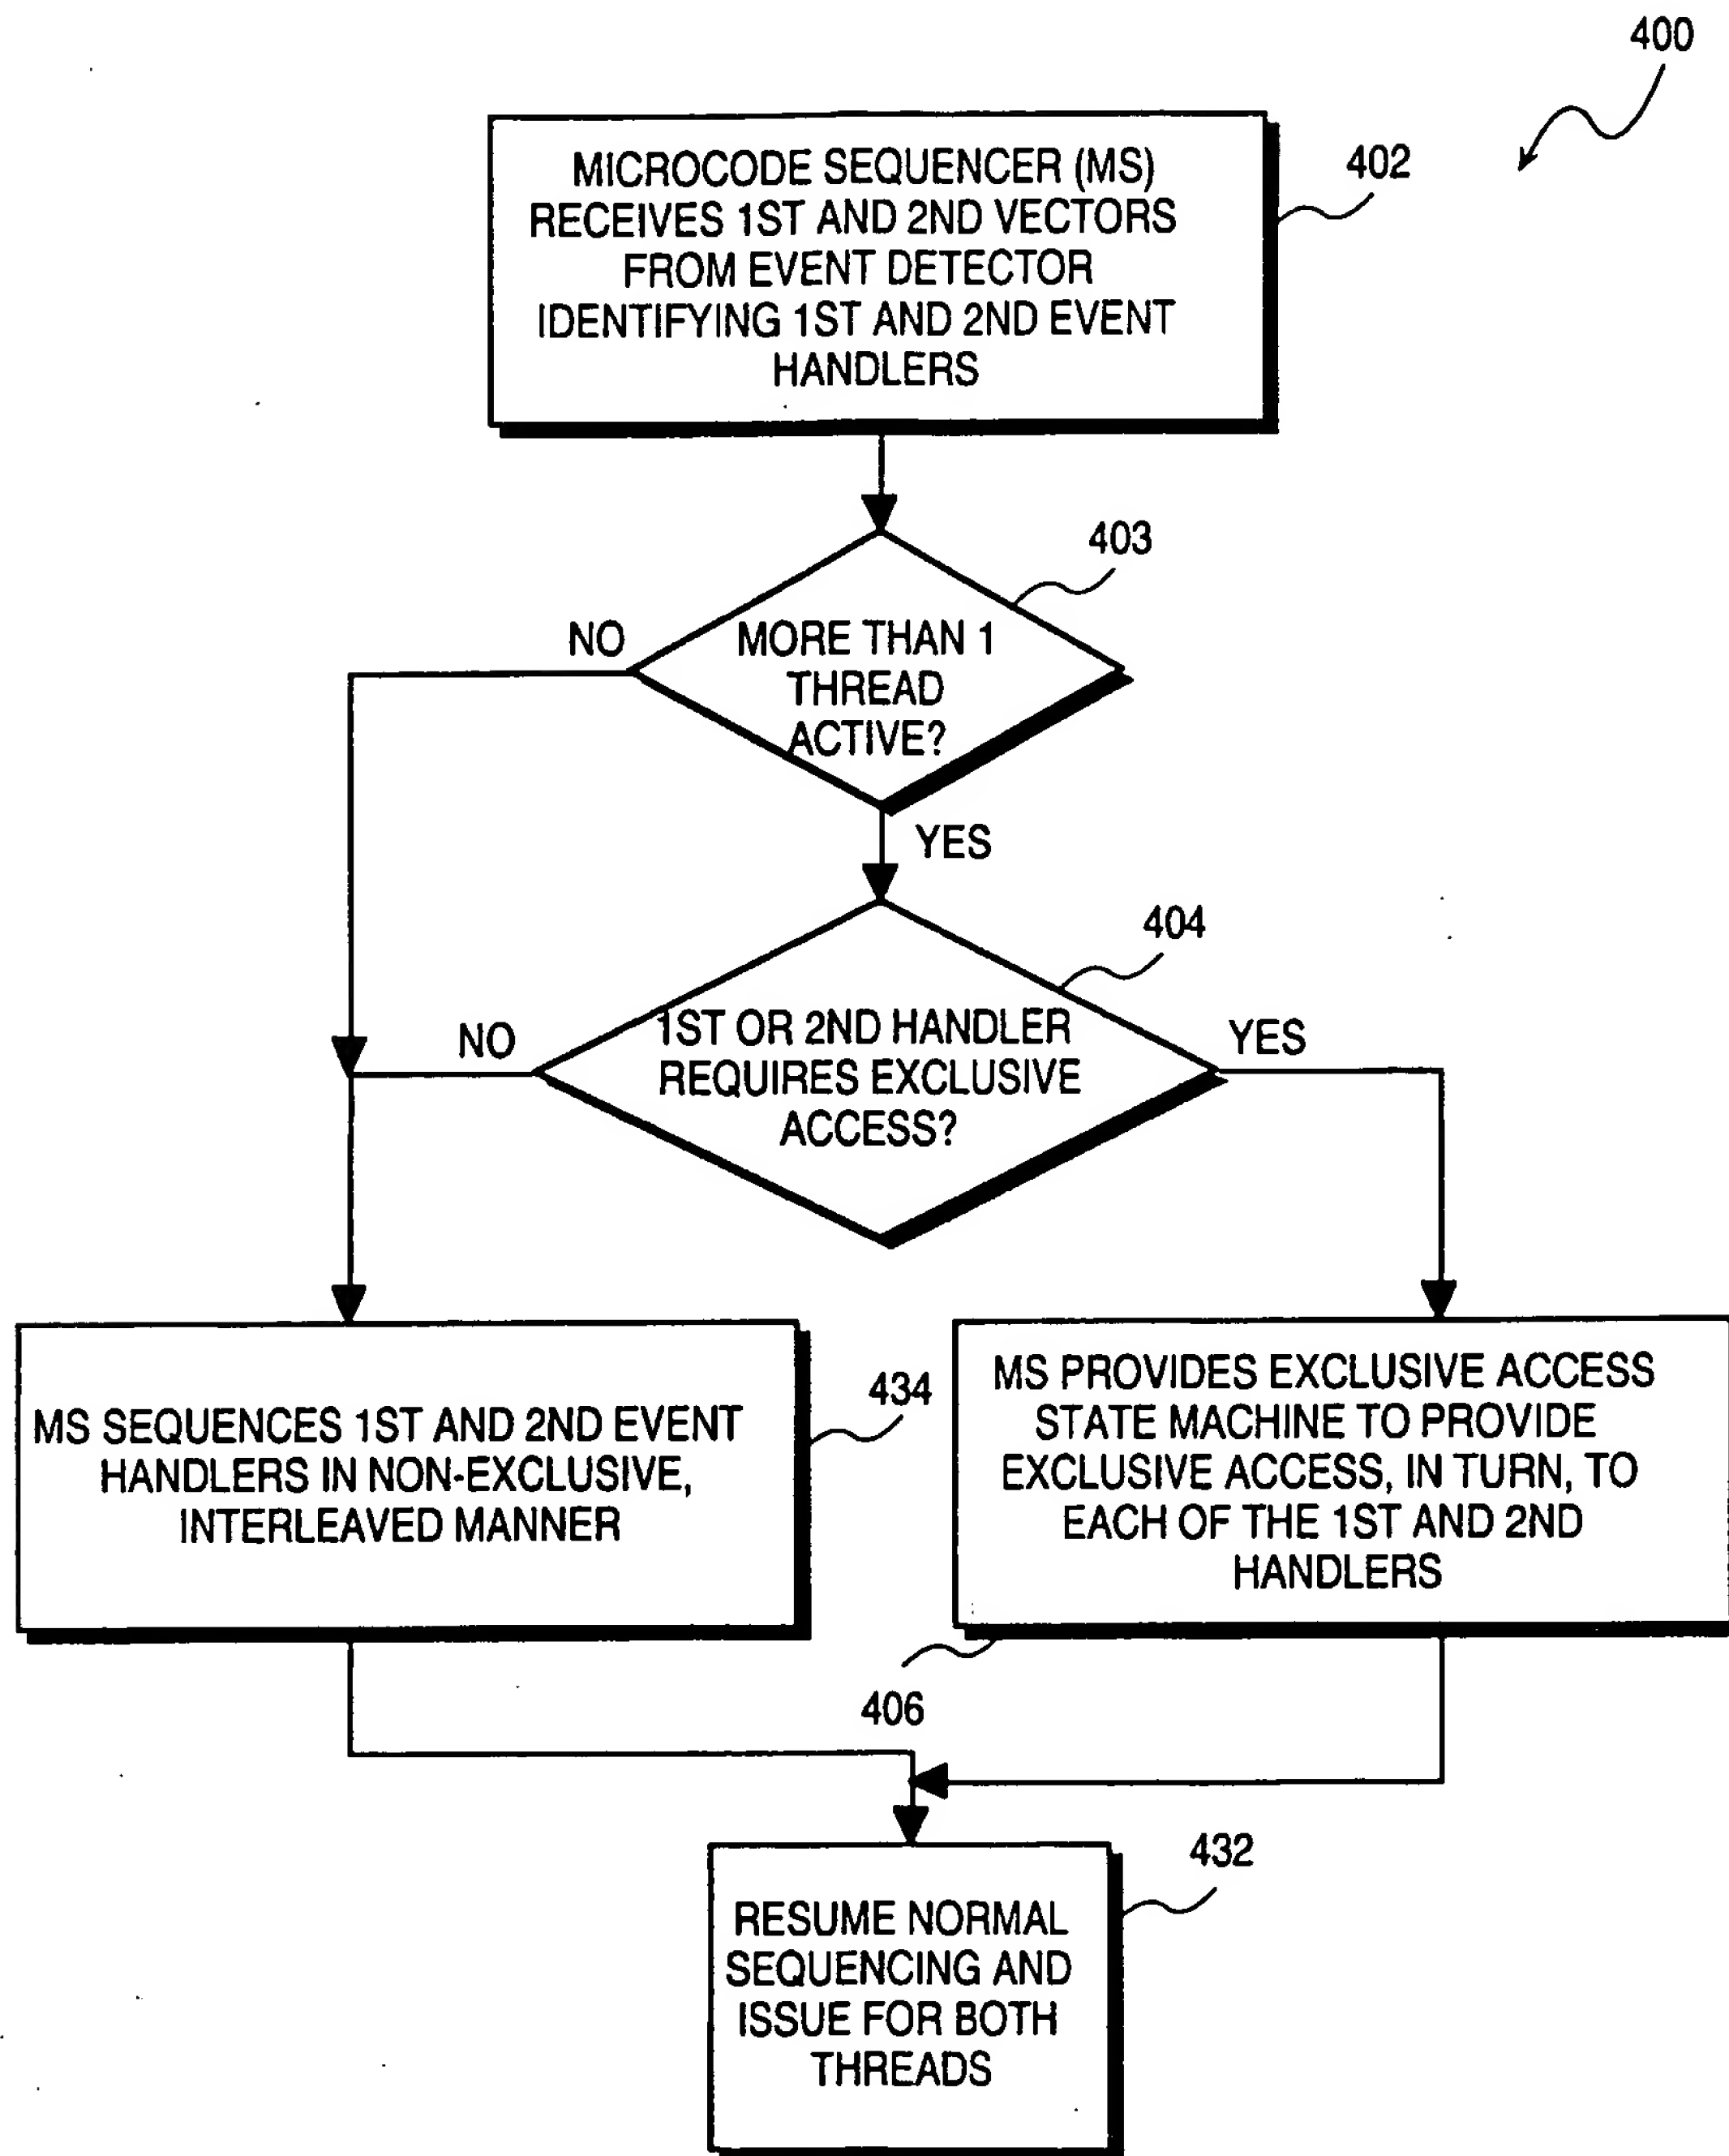 400
MICROCODE SEQUENCER (MS)
RECEIVES 1ST AND 2ND VECTORS
FROM EVENT DETECTOR
IDENTIFYING 1ST AND 2ND EVENT
HANDLERS
402
403
MORE THAN 1
THREAD
ACTIVE?
NO
YES
404
1ST OR 2ND HANDLER
REQUIRES EXCLUSIVE
ACCESS?
NO
YES
MS SEQUENCES 1ST AND 2ND EVENT
HANDLERS IN NON-EXCLUSIVE,
INTERLEAVED MANNER
434
MS PROVIDES EXCLUSIVE ACCESS
STATE MACHINE TO PROVIDE
EXCLUSIVE ACCESS, IN TURN, TO
EACH OF THE 1ST AND 2ND
HANDLERS
406
432
RESUME NORMAL
SEQUENCING AND
ISSUE FOR BOTH
THREADS